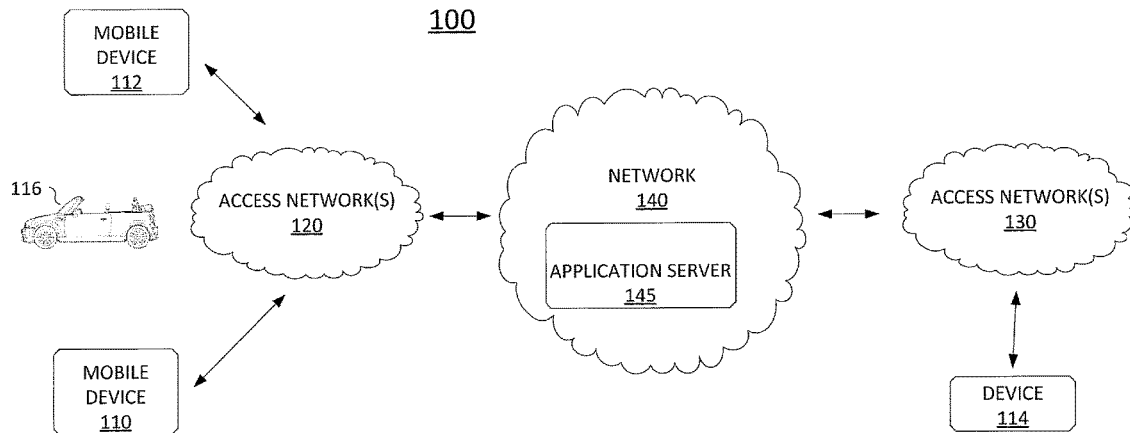 100
MOBILE
DEVICE
112
116
ACCESS NETWORK(S)
120
NETWORK
140
APPLICATION SERVER
145
ACCESS NETWORK(S)
130
MOBILE
DEVICE
110
DEVICE
114